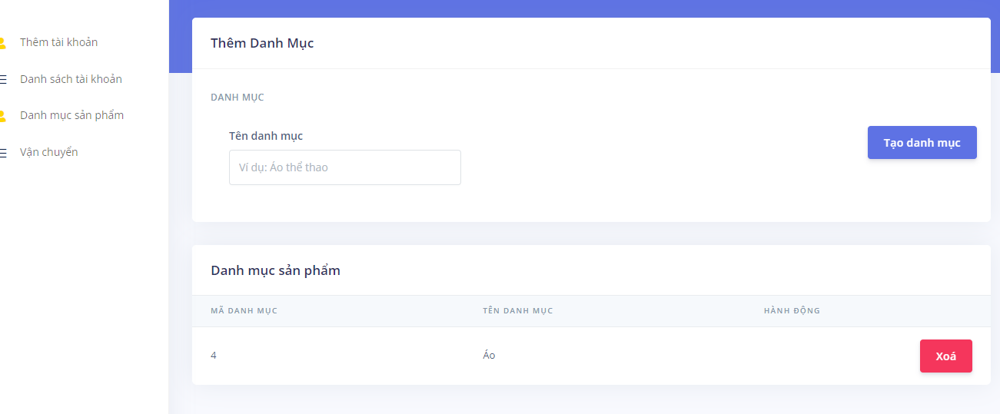 Thêm tài khoản
Danh sách tài khoản
Danh mục sản phẩm
Vận chuyển
Thêm Danh Mục
DANH MỤC
Tên danh mục
Ví dụ: Áo thể thao
Tạo danh mục
Danh mục sản phẩm
MÃ DANH MỤC TÊN DANH MỤC HÀNH ĐỘNG
4 Áo Xoá